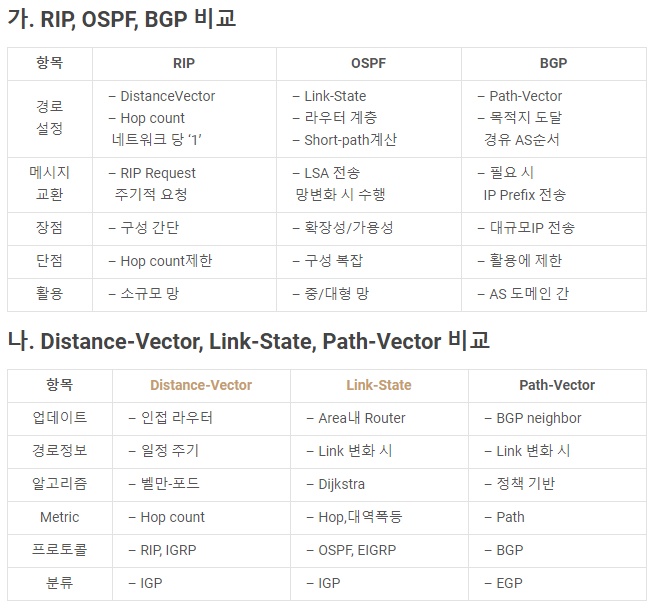 가. RIP, OSPF, BGP 비교
항목 RIP OSPF BGP
경로 설정
– DistanceVector
– Hop count
네트워크 당 ‘1’
– Link-State
– 라우터 계층
– Short-path계산
– Path-Vector
– 목적지 도달
경유 AS순서
메시지 교환
– RIP Request
주기적 요청
– LSA 전송
망변화 시 수행
– 필요 시
IP Prefix 전송
장점 – 구성 간단 – 확장성/가용성 – 대규모IP 전송
단점 – Hop count제한 – 구성 복잡 – 활용에 제한
활용 – 소규모 망 – 중/대형 망 – AS 도메인 간
나. Distance-Vector, Link-State, Path-Vector 비교
항목 Distance-Vector Link-State Path-Vector
업데이트 – 인접 라우터 – Area내 Router – BGP neighbor
경로정보 – 일정 주기 – Link 변화 시 – Link 변화 시
알고리즘 – 벨만-포드 – Dijkstra – 정책 기반
Metric – Hop count – Hop,대역폭등 – Path
프로토콜 – RIP, IGRP – OSPF, EIGRP – BGP
분류 – IGP – IGP – EGP